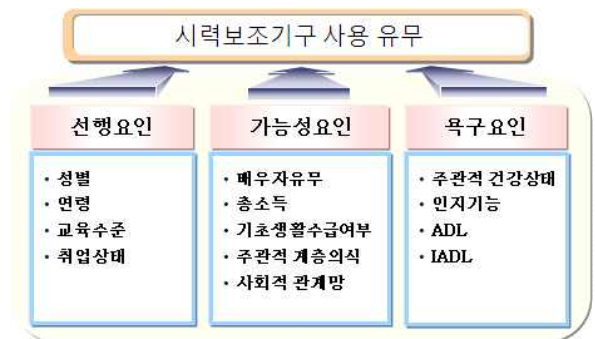 시력보조기구 사용 유무
선행요인
· 성별
· 연령
· 교육수준
· 취업상태
가능성요인
· 배우자유무
· 총소득
· 기초생활수급여부
· 주관적 계층의식
· 사회적 관계망
욕구요인
· 주관적 건강상태
· 인지기능
· ADL
· IADL